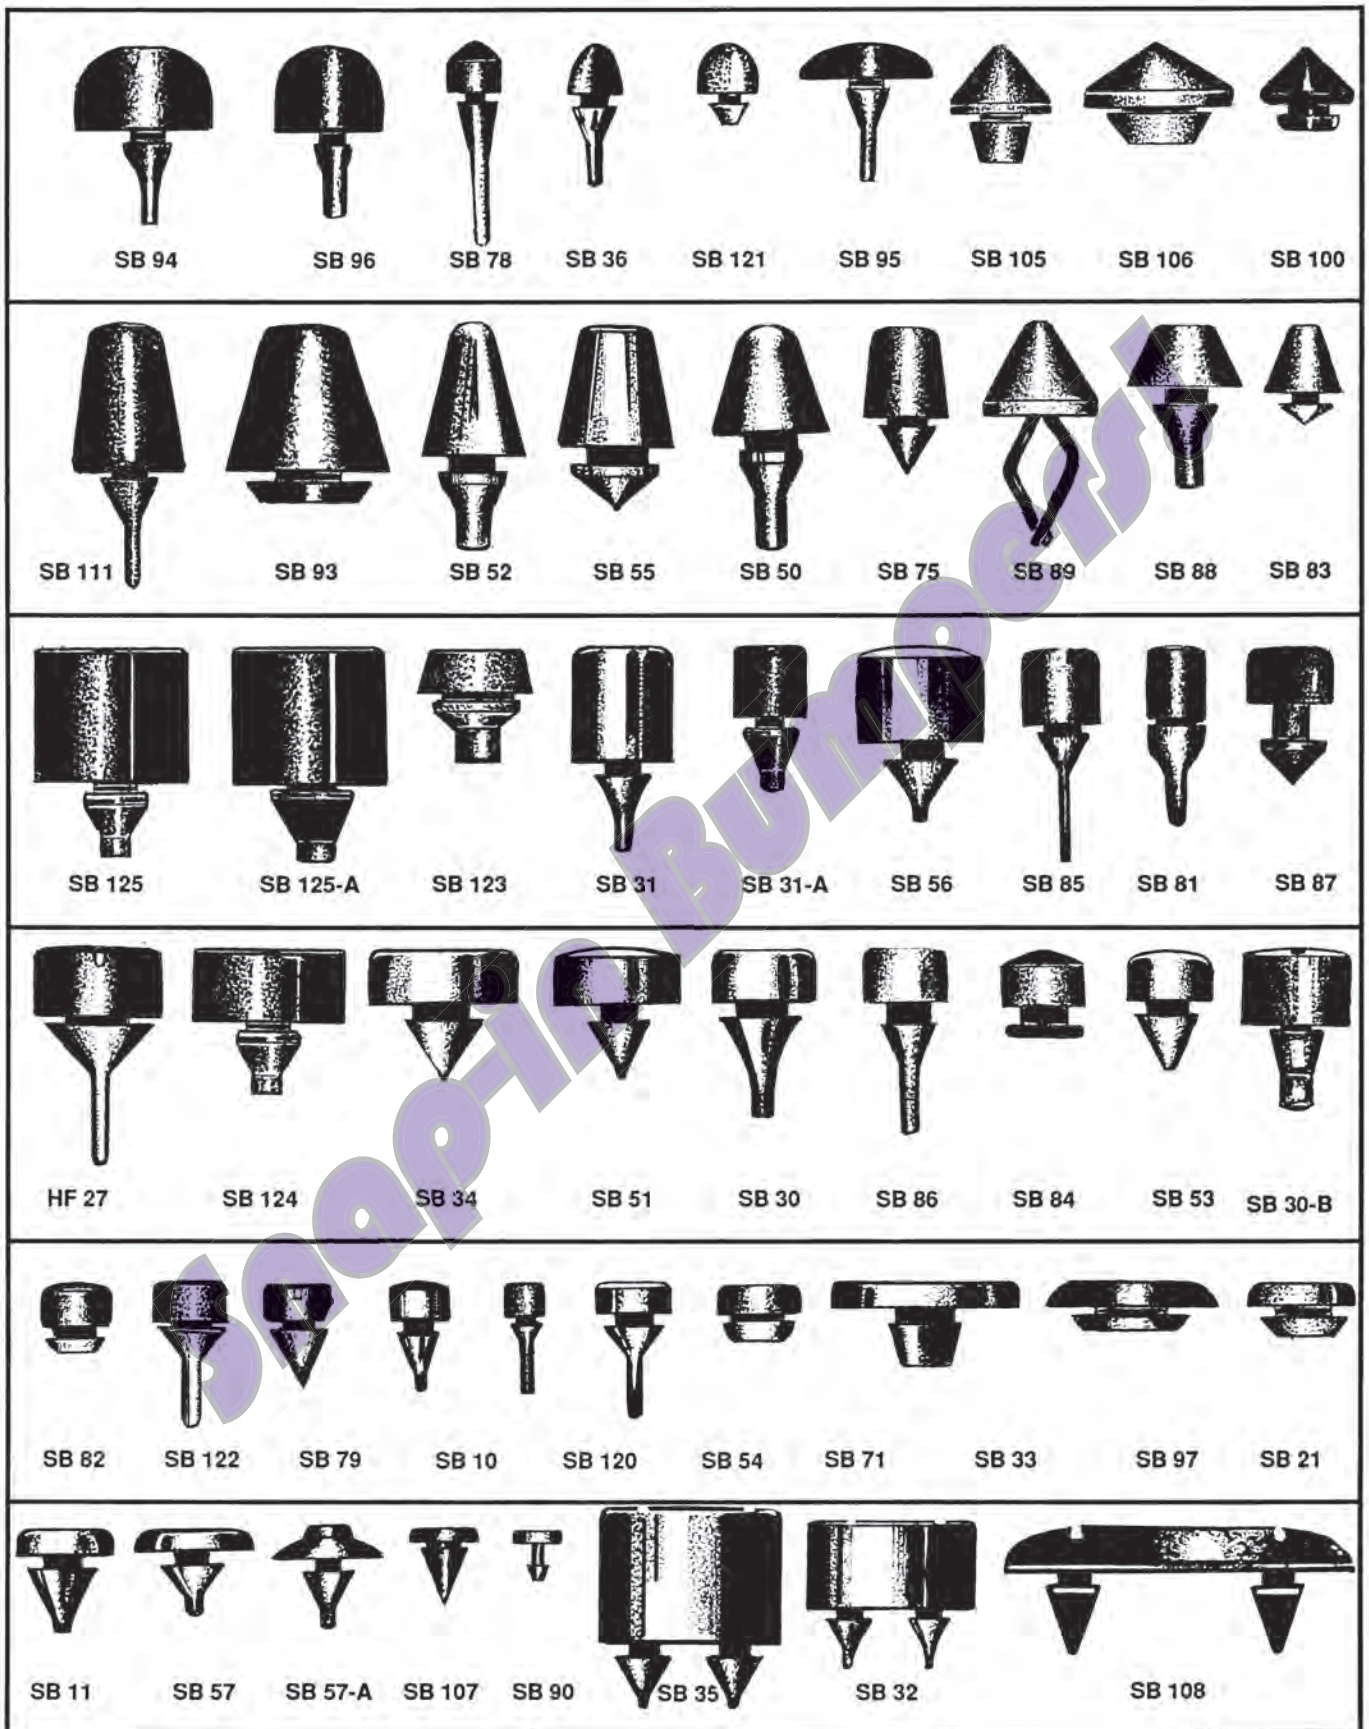 SB 94 SB 96 SB 78 SB 36 SB 121 SB 95 SB 105 SB 106 SB 100
SB 111 SB 93 SB 52 SB 55 SB 50 SB 75 SB 89 SB 88 SB 83
SB 125 SB 125-A SB 123 SB 31 SB 31-A SB 56 SB 85 SB 81 SB 87
HF 27 SB 124 SB 34 SB 51 SB 30 SB 86 SB 84 SB 53 SB 30-B
SB 82 SB 122 SB 79 SB 10 SB 120 SB 54 SB 71 SB 33 SB 97 SB 21
SB 11 SB 57 SB 57-A SB 107 SB 90 SB 35 SB 32 SB 108
Snap-in Bumpers!